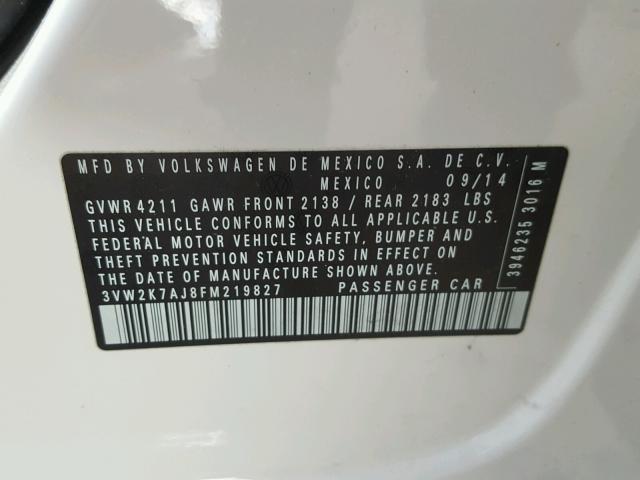 MFD BY VOLKSWAGEN DE MEXICO S.A. DE C.V.
MEXICO 09/14
GVWR 4211 GAWR FRONT 2138 / REAR 2183 LBS
THIS VEHICLE CONFORMS TO ALL APPLICABLE U.S.
FEDERAL MOTOR VEHICLE SAFETY, BUMPER AND
THEFT PREVENTION STANDARDS IN EFFECT ON
THE DATE OF MANUFACTURE SHOWN ABOVE.
3VW2K7AJ8FM219827 PASSENGER CAR
3946235 3016 M